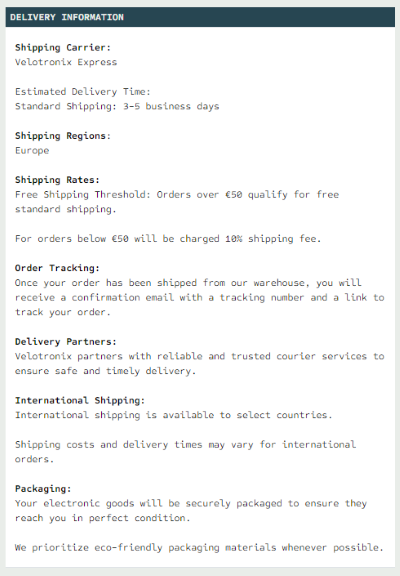 DELIVERY INFORMATION
Shipping Carrier:
Velotronix Express
Estimated Delivery Time:
Standard Shipping: 3-5 business days
Shipping Regions:
Europe
Shipping Rates:
Free Shipping Threshold: Orders over €50 qualify for free
standard shipping.
For orders below €50 will be charged 10% shipping fee.
Order Tracking:
Once your order has been shipped from our warehouse, you will
receive a confirmation email with a tracking number and a link to
track your order.
Delivery Partners:
Velotronix partners with reliable and trusted courier services to
ensure safe and timely delivery.
International Shipping:
International shipping is available to select countries.
Shipping costs and delivery times may vary for international
orders.
Packaging:
Your electronic goods will be securely packaged to ensure they
reach you in perfect condition.
We prioritize eco-friendly packaging materials whenever possible.